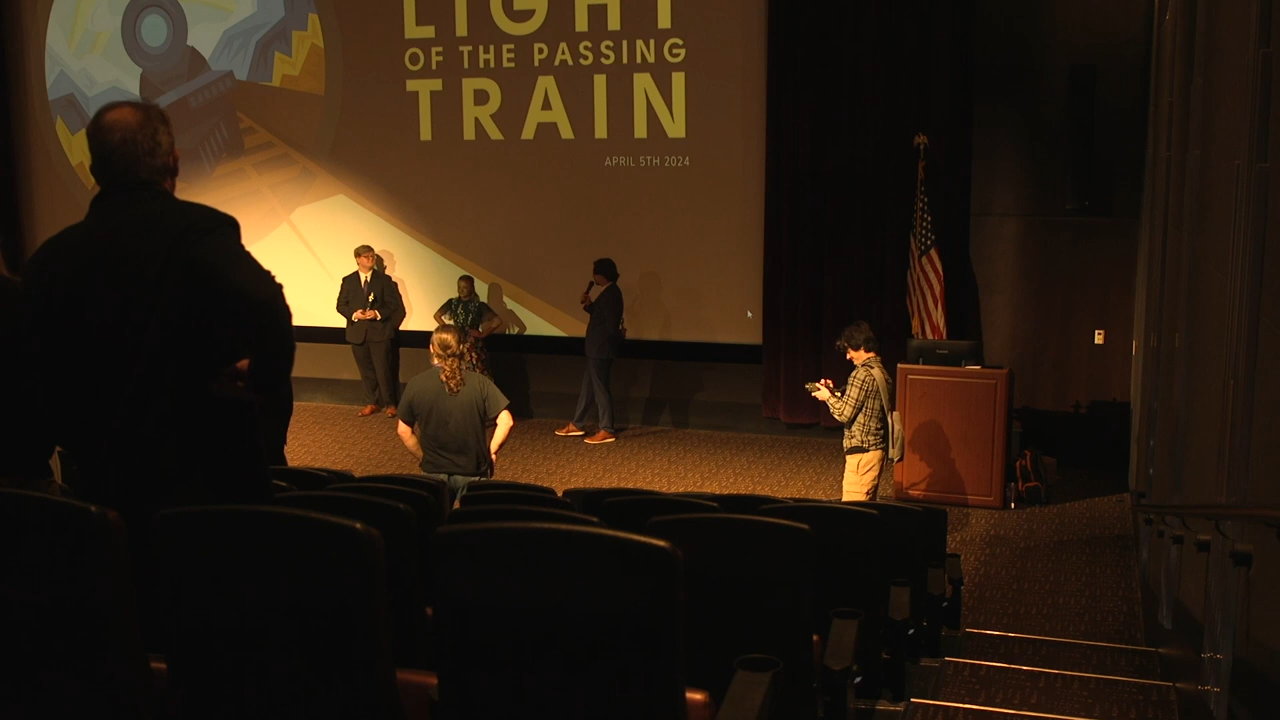 LIGHT
OF THE PASSING
TRAIN
APRIL 5TH 2024